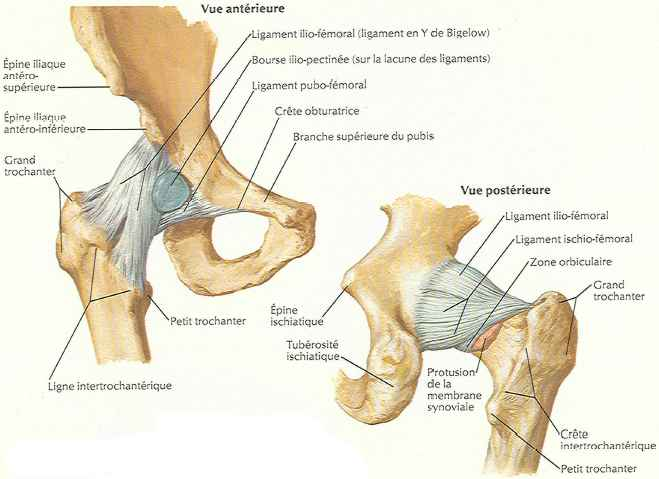 Vue antérieure
Ligament ilio-fémoral (ligament en Y de Bigelow)
Bourse ilio-pectinée (sur la lacune des ligaments)
Ligament pubo-fémoral
Crête obturatrice
Branche supérieure du pubis
Épine iliaque
antéro-
supérieure
Épine iliaque
antéro-inférieure
Grand
trochanter
Petit trochanter
Ligne intertrochantérique
Vue postérieure
Ligament ilio-fémoral
Ligament ischio-fémoral
Zone orbiculaire
Grand
trochanter
Épine
ischiatique
Tubérosité
ischiatique
Protusion
de la
membrane
synoviale
Crête
intertrochantérique
Petit trochanter